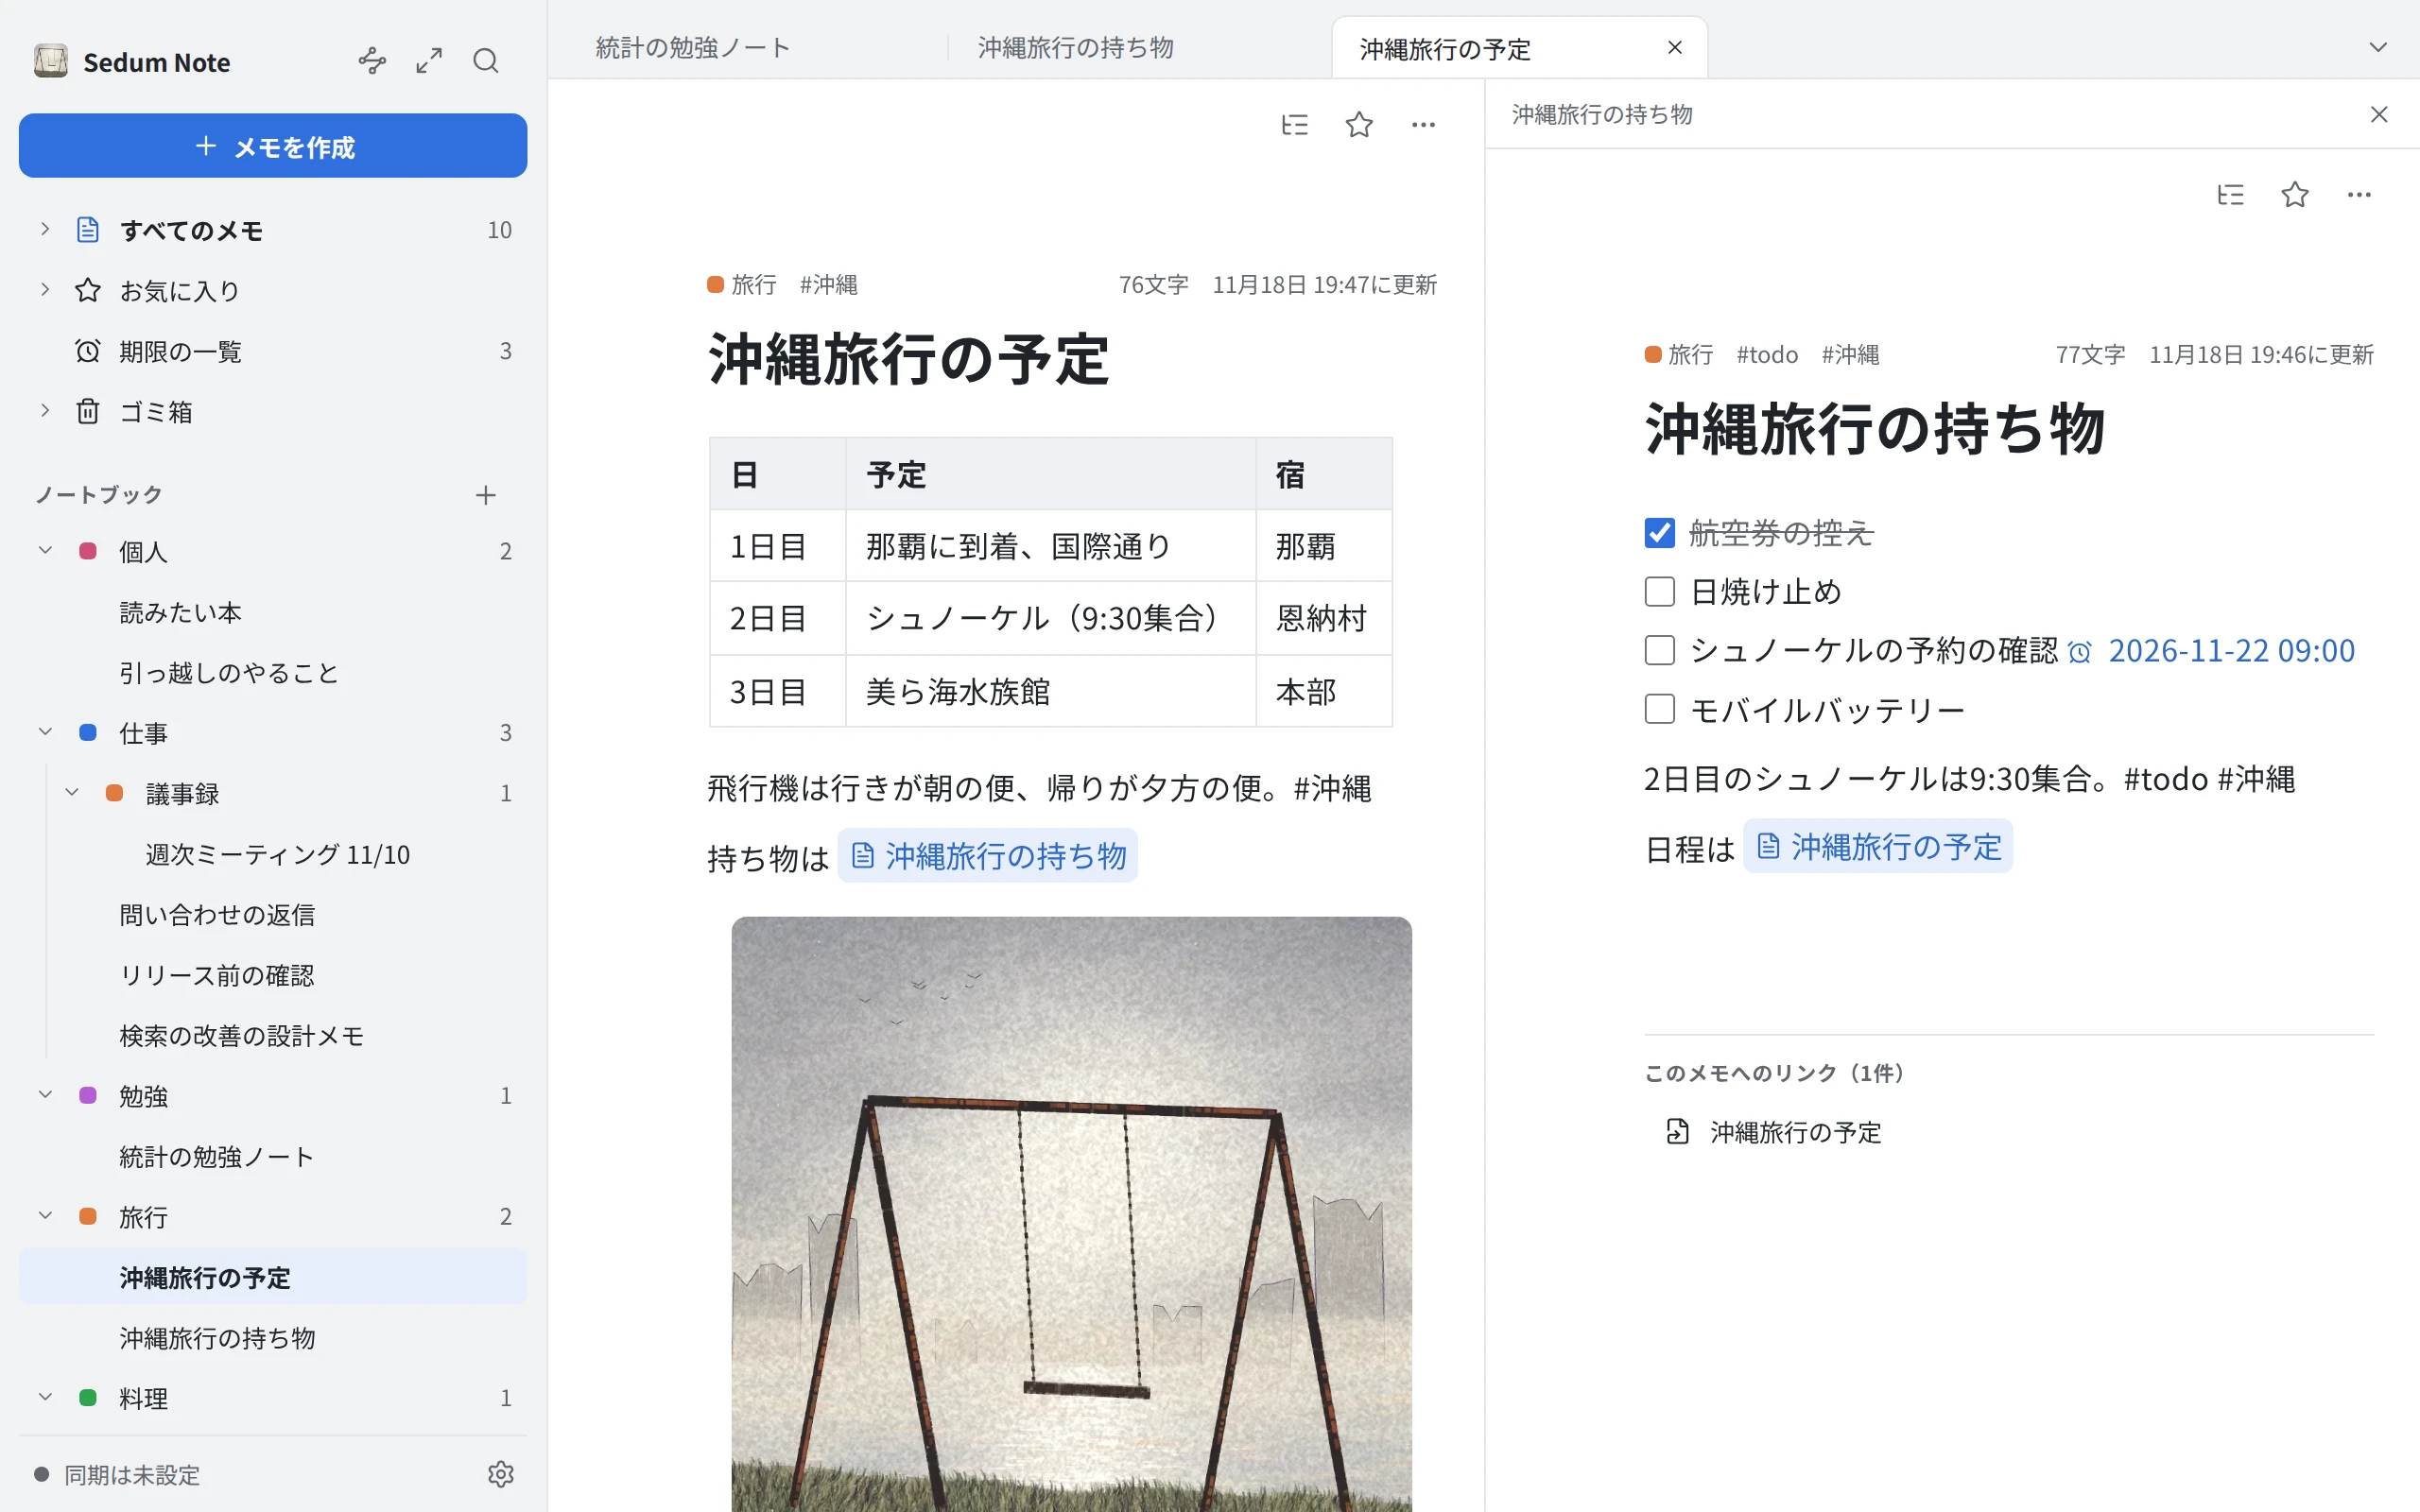 Sedum Note
メモを作成
すべてのメモ 10
お気に入り
期限の一覧 3
ゴミ箱
ノートブック
個人 2
読みたい本
引っ越しのやること
仕事 3
議事録 1
週次ミーティング 11/10
問い合わせの返信
リリース前の確認
検索の改善の設計メモ
勉強 1
統計の勉強ノート
旅行 2
沖縄旅行の予定
沖縄旅行の持ち物
料理 1
同期は未設定
統計の勉強ノート
沖縄旅行の持ち物
沖縄旅行の予定
旅行 #沖縄 76文字 11月18日 19:47に更新
沖縄旅行の予定
日 予定 宿
1日目 那覇に到着、国際通り 那覇
2日目 シュノーケル（9:30集合） 恩納村
3日目 美ら海水族館 本部
飛行機は行きが朝の便、帰りが夕方の便。#沖縄
持ち物は 沖縄旅行の持ち物
沖縄旅行の持ち物
旅行 #todo #沖縄 77文字 11月18日 19:46に更新
沖縄旅行の持ち物
航空券の控え
日焼け止め
シュノーケルの予約の確認 2026-11-22 09:00
モバイルバッテリー
2日目のシュノーケルは9:30集合。#todo #沖縄
日程は 沖縄旅行の予定
このメモへのリンク（1件）
沖縄旅行の予定